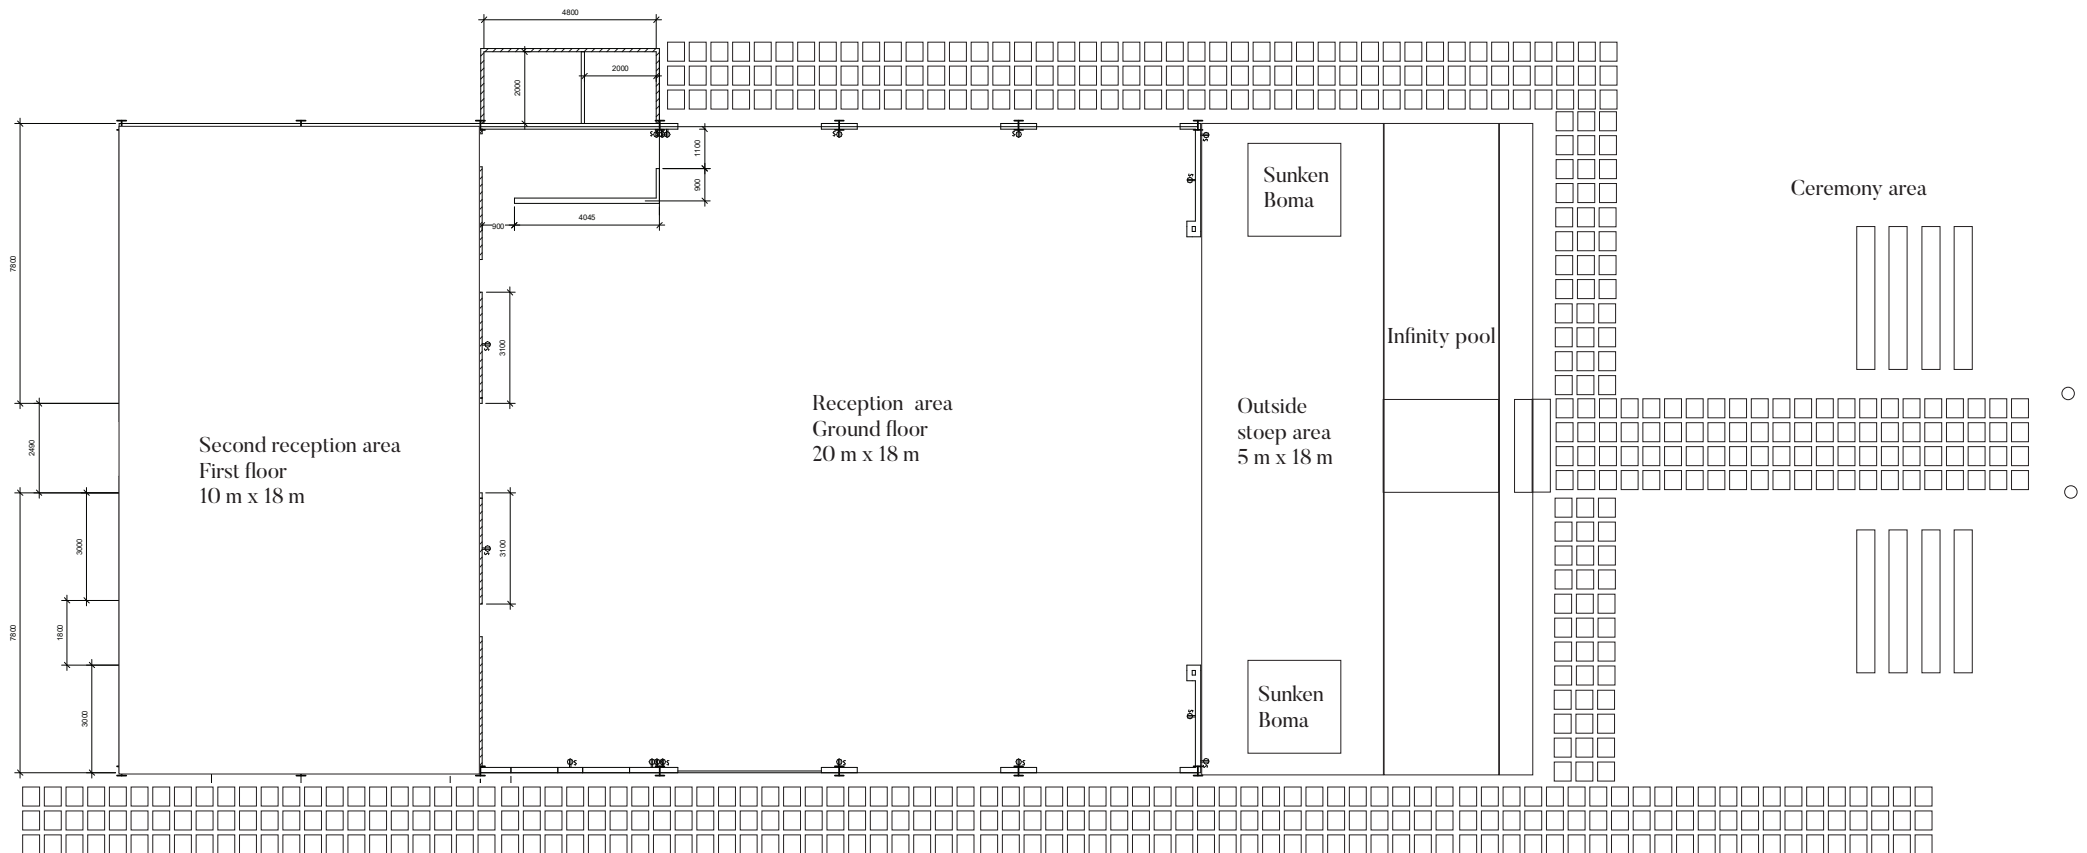 4800
2000
2000
1100
900
4045
900
7800
3100
2490
3000
3100
1800
7800
3000
Sunken
Boma
Ceremony area
Infinity pool
Second reception area
First floor
10 m x 18 m
Reception area
Ground floor
20 m x 18 m
Outside
stoep area
5 m x 18 m
Sunken
Boma
s
s
s
s
s
s
s
s
s
s
s
s
s